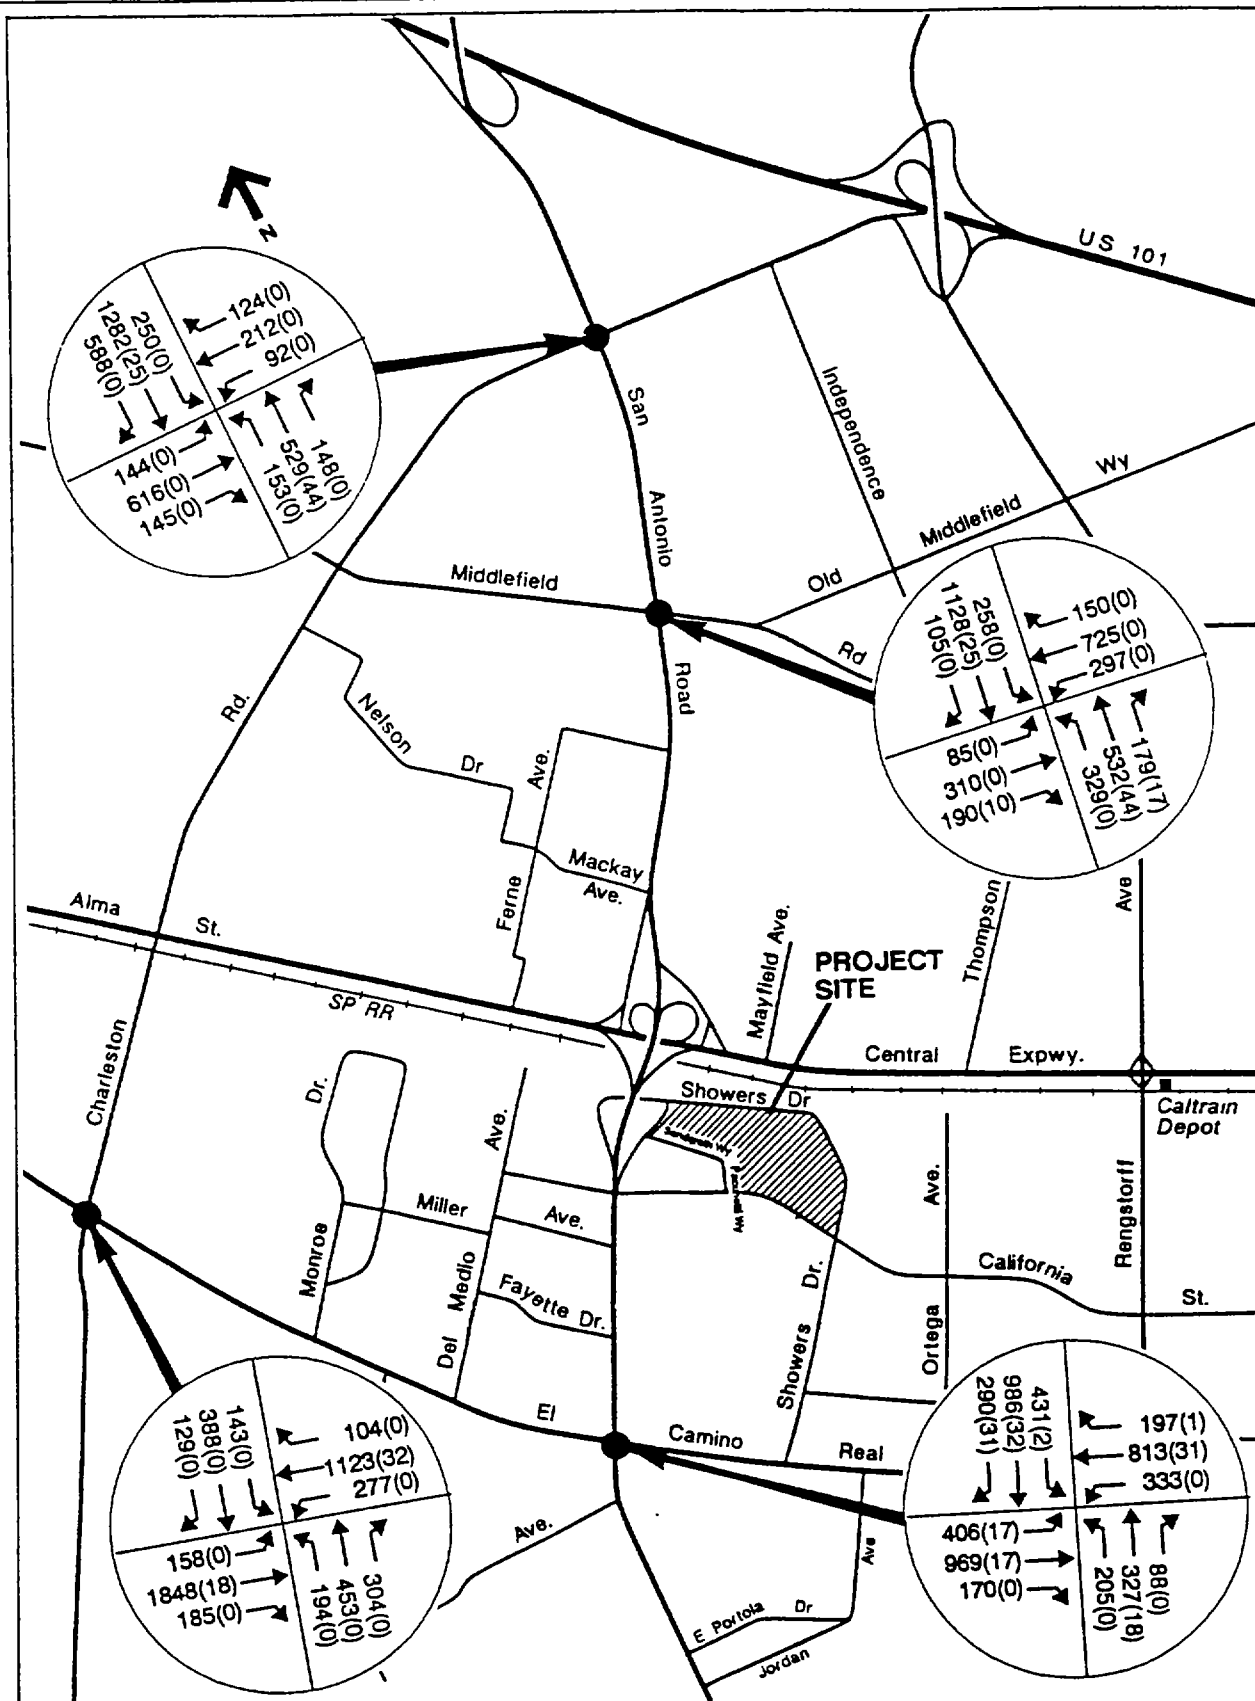 US 101
N
124(0)
212(0)
92(0)
250(0)
1282(25)
588(0)
144(0)
616(0)
145(0)
148(0)
529(44)
153(0)
San
Antonio
Road
Independence
Old
Middlefield
Wy
Middlefield
Rd
150(0)
725(0)
297(0)
258(0)
1128(25)
105(0)
85(0)
310(0)
190(10)
179(17)
532(44)
329(0)
Rd.
Nelson
Dr
Ave.
Mackay
Ave.
Ferne
Alma
St.
SP RR
Mayfield Ave.
Thompson
Ave
PROJECT
SITE
Central
Expwy.
Charleston
Dr.
Ave.
Showers
Dr
Caltrain
Depot
Miller
Ave.
Monroe
Del
Medio
Fayette Dr.
Showers
Dr.
Ave.
Ortega
Rengstorff
California
St.
El
Camino
Real
Ave.
Ave
E Portola
Dr
Jordan
104(0)
1123(32)
277(0)
143(0)
388(0)
129(0)
158(0)
1848(18)
185(0)
304(0)
453(0)
194(0)
197(1)
813(31)
333(0)
431(2)
986(32)
290(31)
406(17)
969(17)
170(0)
88(0)
327(18)
205(0)